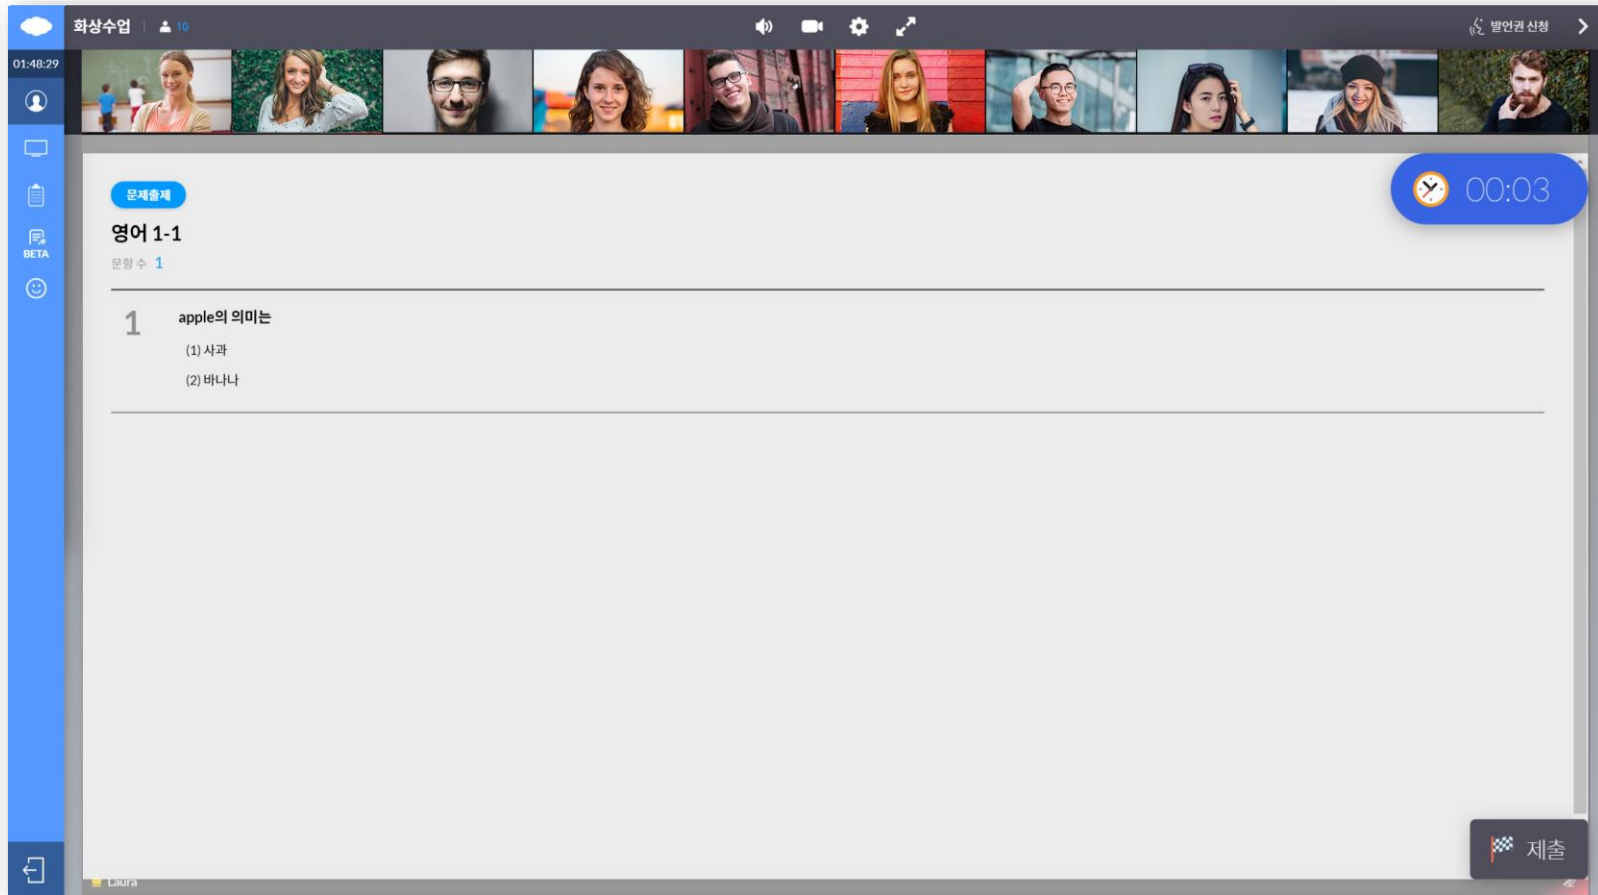 화상수업 10
발언권 신청
01:48:29
00:03
문제출제
영어 1-1
문항 수 1
BETA
1 apple의 의미는
(1) 사과
(2) 바나나
제출
Laura